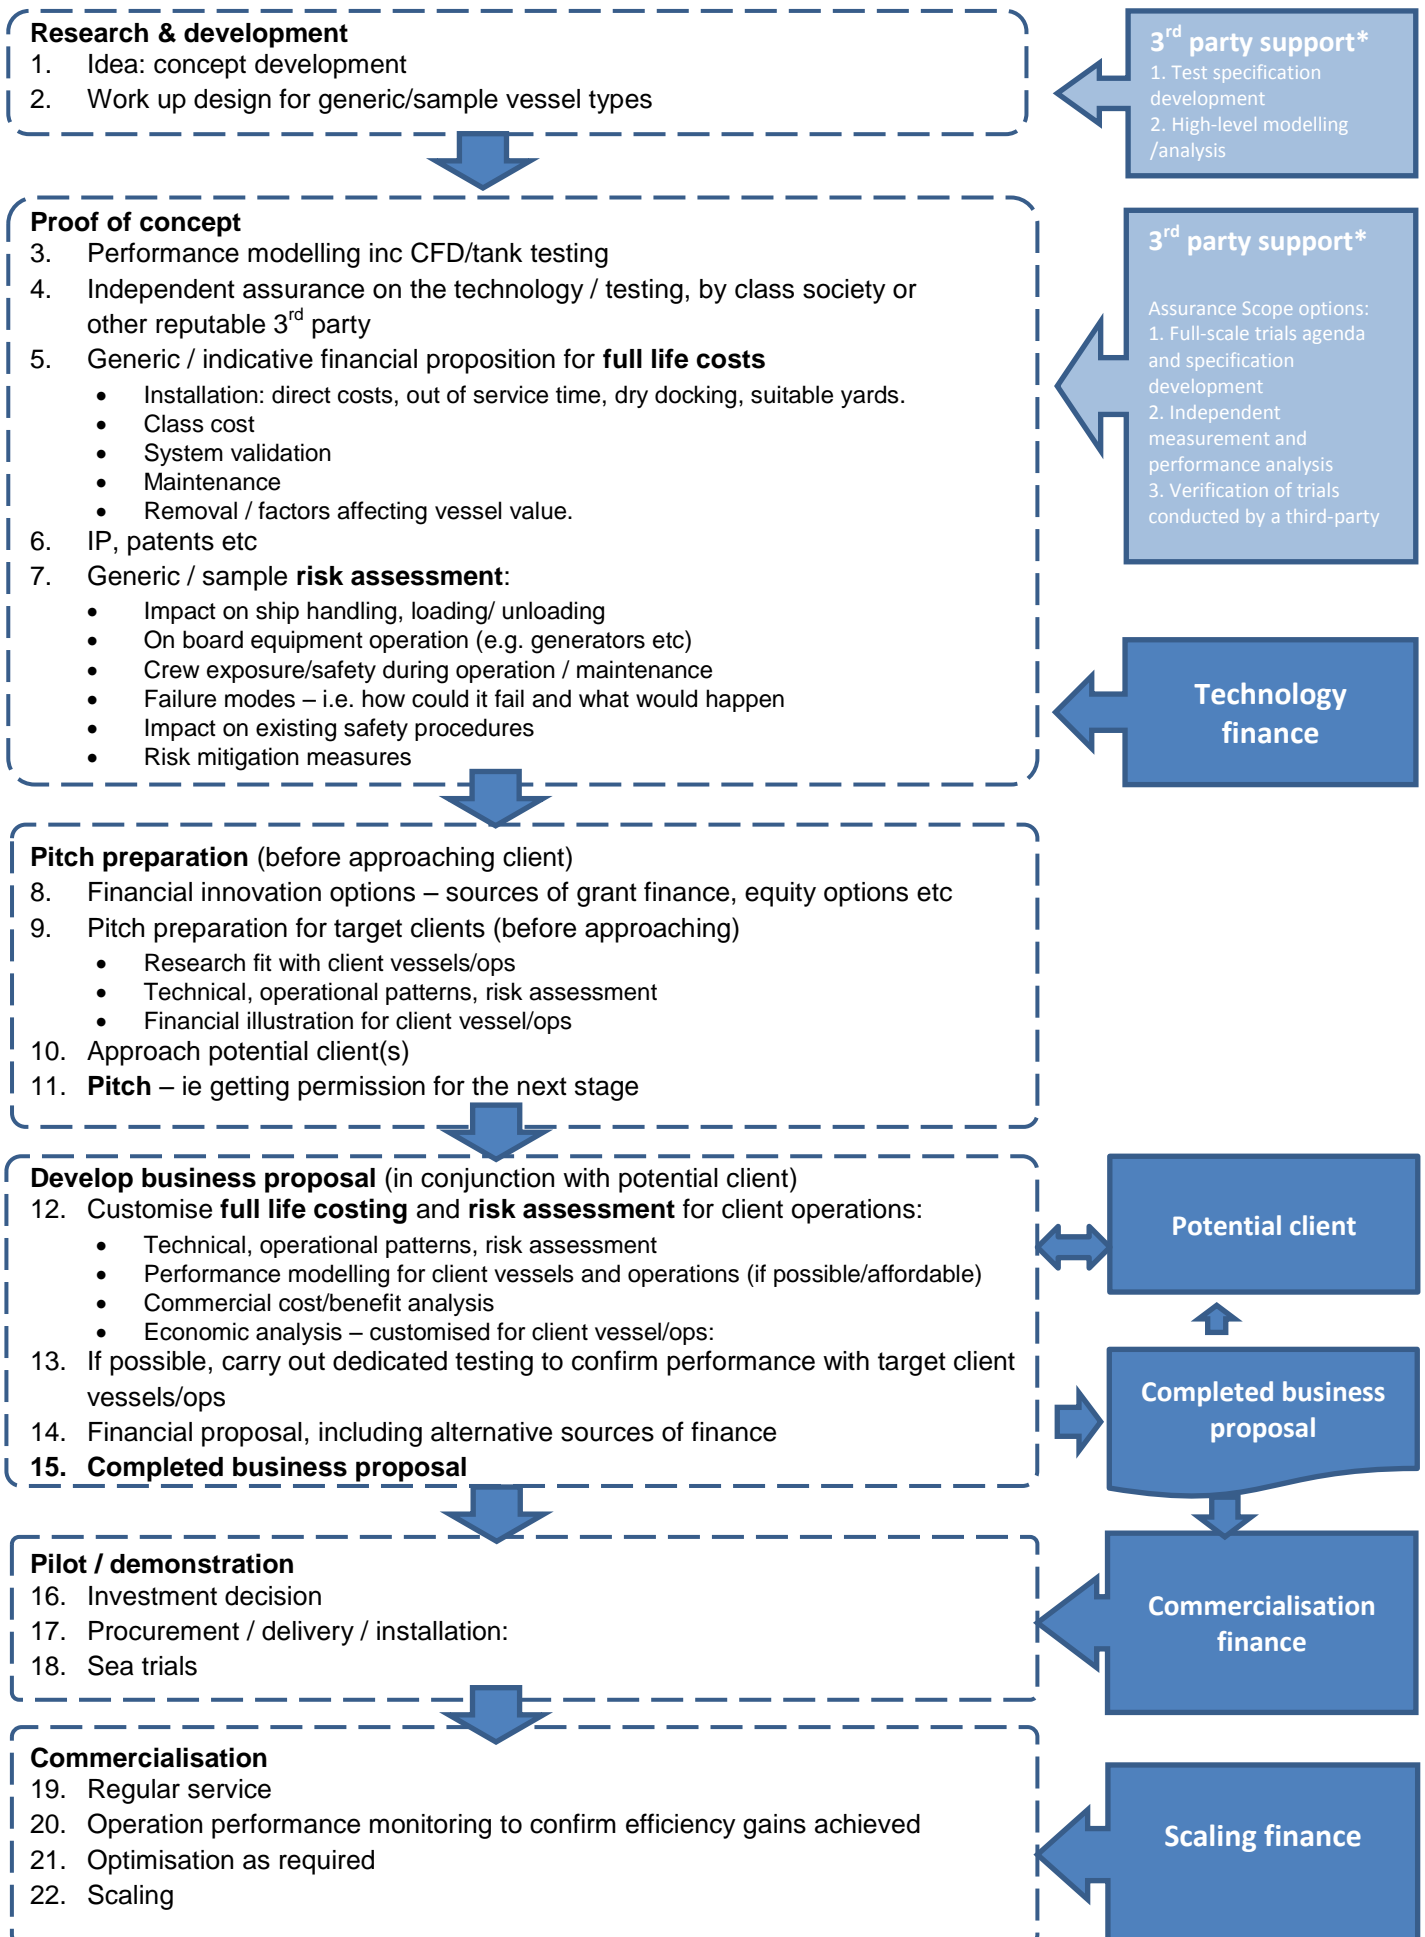 Research & development
1. Idea: concept development
2. Work up design for generic/sample vessel types
3rd party support*
1. Test specification
development
2. High-level modelling
/analysis
Proof of concept
3. Performance modelling inc CFD/tank testing
4. Independent assurance on the technology / testing, by class society or
other reputable 3rd party
5. Generic / indicative financial proposition for full life costs
• Installation: direct costs, out of service time, dry docking, suitable yards.
• Class cost
• System validation
• Maintenance
• Removal / factors affecting vessel value.
6. IP, patents etc
7. Generic / sample risk assessment:
• Impact on ship handling, loading/ unloading
• On board equipment operation (e.g. generators etc)
• Crew exposure/safety during operation / maintenance
• Failure modes – i.e. how could it fail and what would happen
• Impact on existing safety procedures
• Risk mitigation measures
3rd party support*
Assurance Scope options:
1. Full-scale trials agenda
and specification
development
2. Independent
measurement and
performance analysis
3. Verification of trials
conducted by a third-party
Technology
finance
Pitch preparation (before approaching client)
8. Financial innovation options – sources of grant finance, equity options etc
9. Pitch preparation for target clients (before approaching)
• Research fit with client vessels/ops
• Technical, operational patterns, risk assessment
• Financial illustration for client vessel/ops
10. Approach potential client(s)
11. Pitch – ie getting permission for the next stage
Develop business proposal (in conjunction with potential client)
12. Customise full life costing and risk assessment for client operations:
• Technical, operational patterns, risk assessment
• Performance modelling for client vessels and operations (if possible/affordable)
• Commercial cost/benefit analysis
• Economic analysis – customised for client vessel/ops:
13. If possible, carry out dedicated testing to confirm performance with target client
vessels/ops
14. Financial proposal, including alternative sources of finance
15. Completed business proposal
Potential client
Completed business
proposal
Pilot / demonstration
16. Investment decision
17. Procurement / delivery / installation:
18. Sea trials
Commercialisation
finance
Commercialisation
19. Regular service
20. Operation performance monitoring to confirm efficiency gains achieved
21. Optimisation as required
22. Scaling
Scaling finance